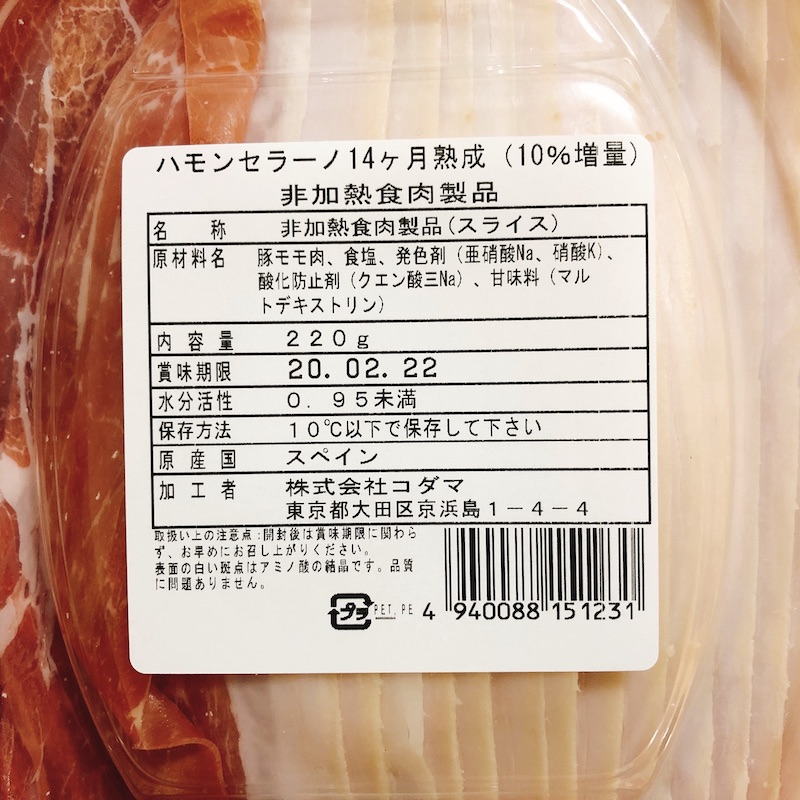 ハモンセラーノ14ヶ月熟成（10％増量）
非加熱食肉製品
名　称　非加熱食肉製品(スライス)
原材料名　豚モモ肉、食塩、発色剤（亜硝酸Na、硝酸K）、
酸化防止剤（クエン酸三Na）、甘味料（マル
トデキストリン）
内容量　２２０ｇ
賞味期限　20.02.22
水分活性　０．９５未満
保存方法　１０℃以下で保存して下さい
原産国　スペイン
加工者　株式会社コダマ
東京都大田区京浜島１－４－４
取扱い上の注意点:開封後は賞味期限に関わら
ず、お早めにお召し上がりください。
表面の白い斑点はアミノ酸の結晶です。品質
に問題ありません。
プラ PET, PE 4 940088 151231